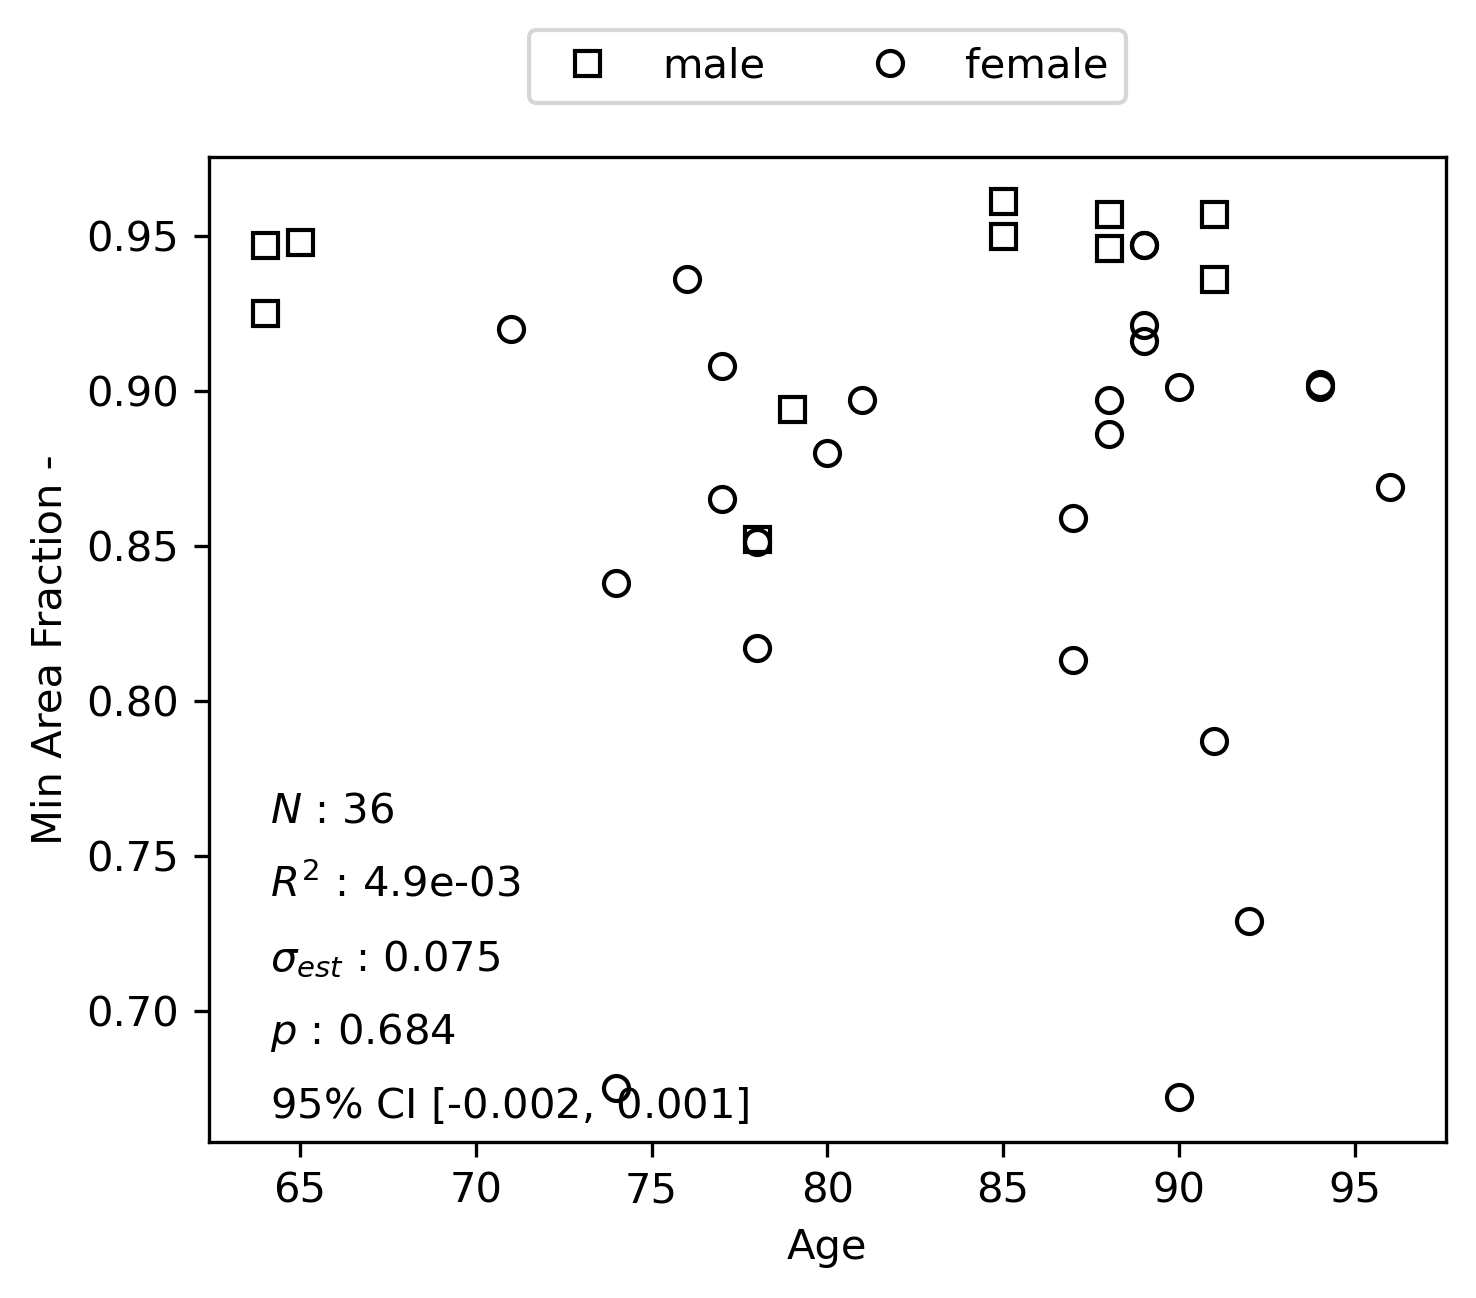 male female
0.95
0.90
0.85
0.80
0.75
0.70
Min Area Fraction -
N : 36
R² : 4.9e-03
σest : 0.075
p : 0.684
95% CI [-0.002, 0.001]
65 70 75 80 85 90 95
Age